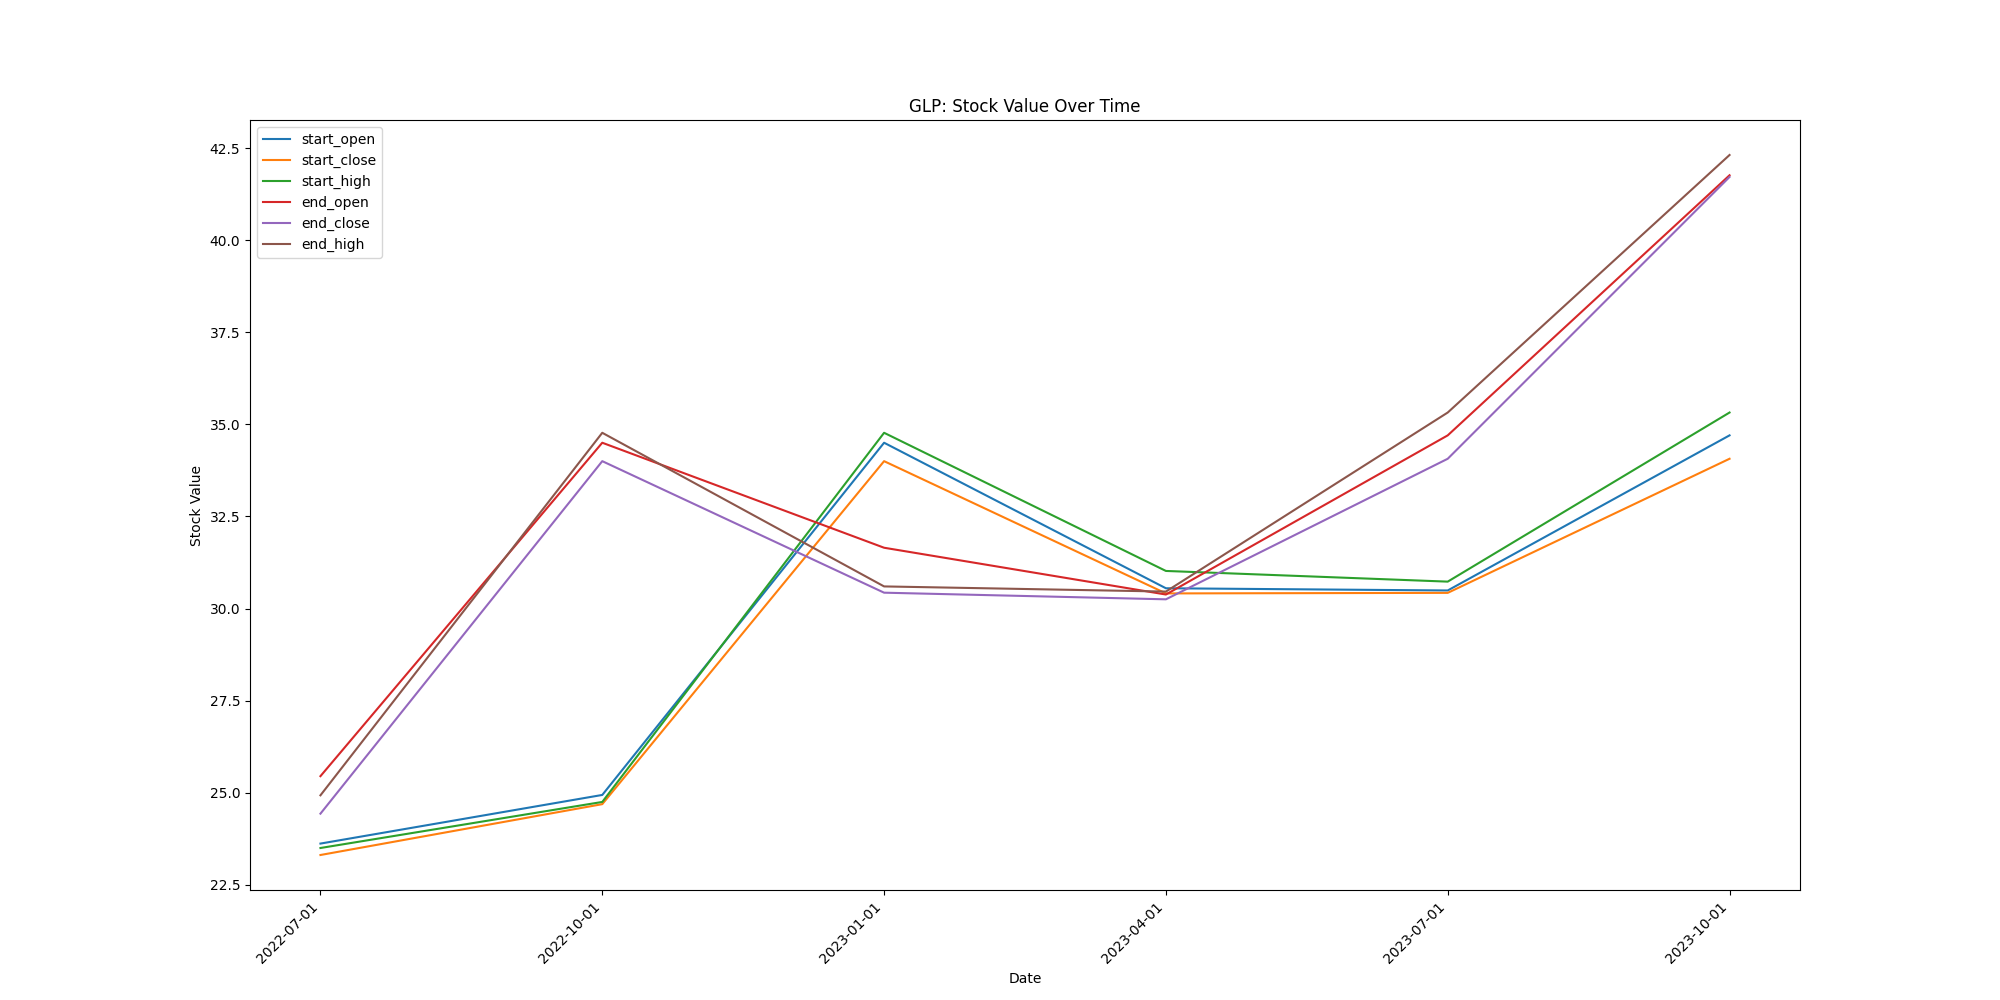 GLP: Stock Value Over Time
start_open
start_close
start_high
end_open
end_close
end_high
42.5
40.0
37.5
35.0
32.5
30.0
27.5
25.0
22.5
Stock Value
2022-07-01
2022-10-01
2023-01-01
2023-04-01
2023-07-01
2023-10-01
Date